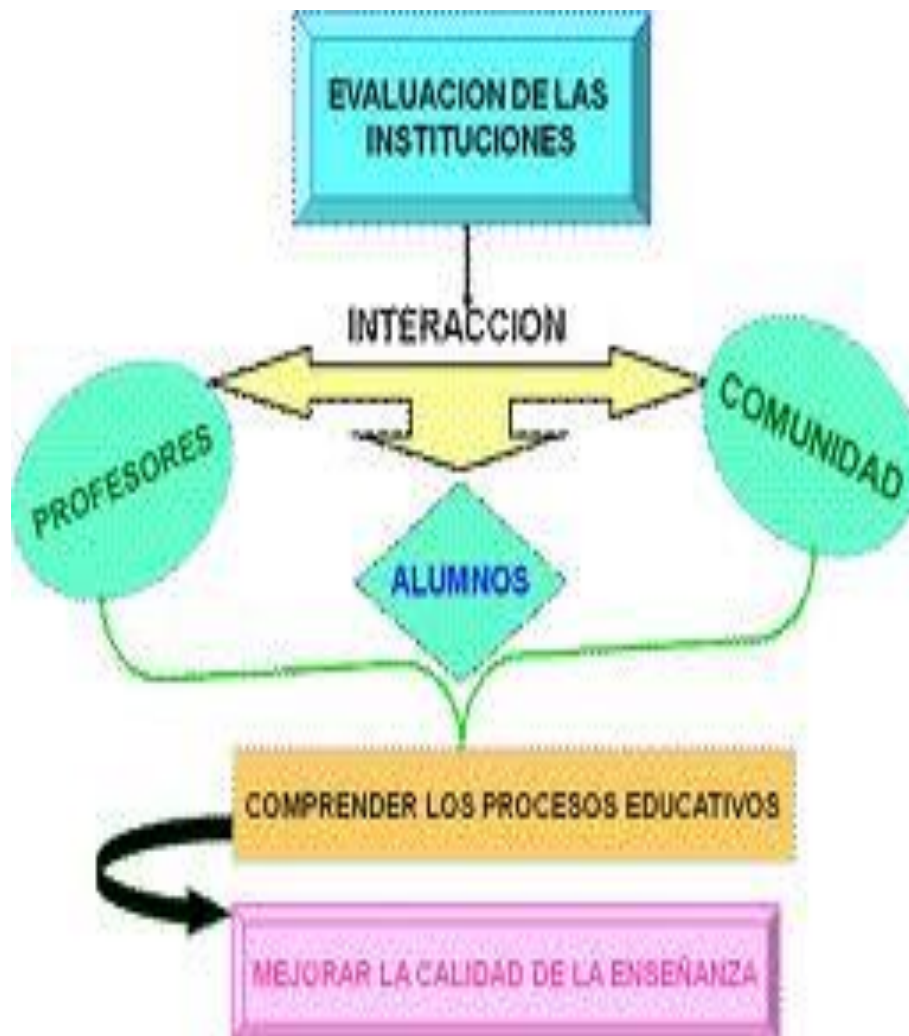 EVALUACION DE LAS
INSTITUCIONES
INTERACCION
PROFESORES
COMUNIDAD
ALUMNOS
COMPRENDER LOS PROCESOS EDUCATIVOS
MEJORAR LA CALIDAD DE LA ENSEÑANZA